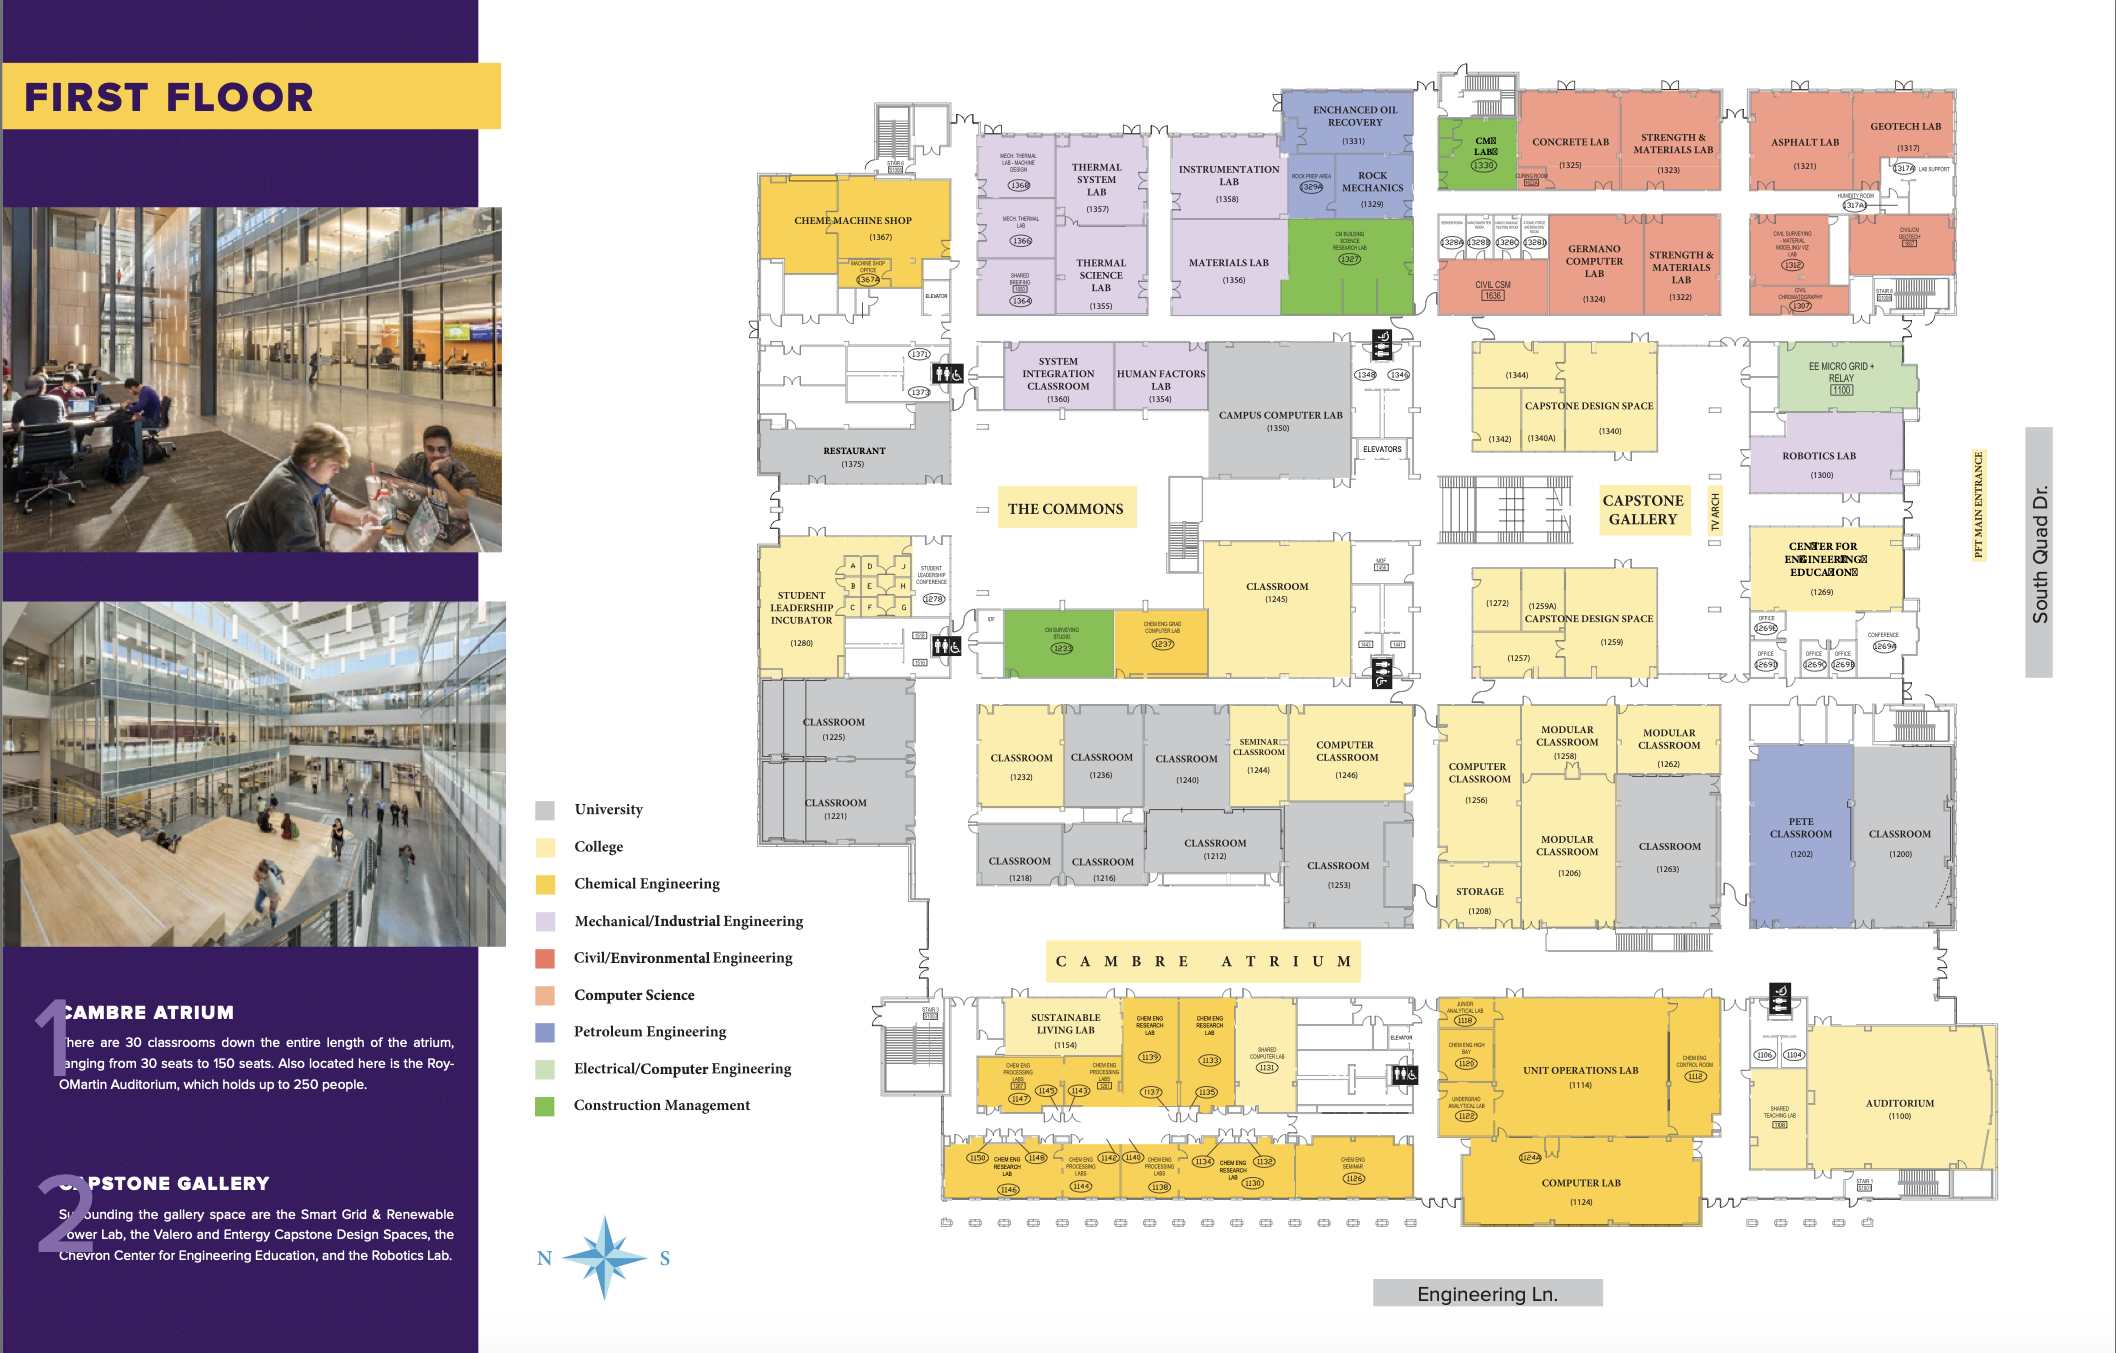 FIRST FLOOR
1
CAMBRE ATRIUM
There are 30 classrooms down the entire length of the atrium,
ranging from 30 seats to 150 seats. Also located here is the Roy-
OMartin Auditorium, which holds up to 250 people.
2
CAPSTONE GALLERY
Surrounding the gallery space are the Smart Grid & Renewable
Power Lab, the Valero and Entergy Capstone Design Spaces, the
Chevron Center for Engineering Education, and the Robotics Lab.
University
College
Chemical Engineering
Mechanical/Industrial Engineering
Civil/Environmental Engineering
Computer Science
Petroleum Engineering
Electrical/Computer Engineering
Construction Management
N
S
STAIR 6
CHEME MACHINE SHOP
(1367)
MACHINE SHOP
OFFICE
1367A
ELEVATOR
MECH. THERMAL
LAB - MACHINE
DESIGN
1368
MECH. THERMAL
LAB
1366
SHARED
BREIFING
1364
THERMAL
SYSTEM
LAB
(1357)
THERMAL
SCIENCE
LAB
(1355)
INSTRUMENTATION
LAB
(1358)
MATERIALS LAB
(1356)
ENCHANCED OIL
RECOVERY
(1331)
ROCK PREP AREA
1329A
ROCK
MECHANICS
(1329)
CM BUILDING
SCIENCE
RESEARCH LAB
1327
CM
LAB
1330
CONCRETE LAB
(1325)
CURING ROOM
STRENGTH &
MATERIALS LAB
(1323)
ASPHALT LAB
(1321)
GEOTECH LAB
(1317)
1317A
LAB SUPPORT
HUMIDITY ROOM
1317A1
1328A
1328B
1328C
1328D
CIVIL CSM
1636
GERMANO
COMPUTER
LAB
(1324)
STRENGTH &
MATERIALS
LAB
(1322)
CIVIL SURVEYING
- MATERIAL
MODELING/ VIZ
LAB
1312
CIVIL
CHROMATOGRAPHY
1307
CIVIL/CM
GEOTECH
STAIR 8
1371
1373
RESTAURANT
(1375)
SYSTEM
INTEGRATION
CLASSROOM
(1360)
HUMAN FACTORS
LAB
(1354)
CAMPUS COMPUTER LAB
(1350)
1348
1346
ELEVATORS
(1344)
CAPSTONE DESIGN SPACE
(1342)
(1340A)
(1340)
EE MICRO GRID +
RELAY
1100
ROBOTICS LAB
(1300)
THE COMMONS
CAPSTONE
GALLERY
TV ARCH
PFT MAIN ENTRANCE
South Quad Dr.
STUDENT
LEADERSHIP
INCUBATOR
(1280)
A D J
B E H
C F G
STUDENT
LEADERSHIP
CONFERENCE
1278
IDF
CM SURVEYING
STUDIO
1233
CHEM ENG GRAD
COMPUTER LAB
1237
CLASSROOM
(1245)
MDF
1443
1441
(1272)
(1259A)
CAPSTONE DESIGN SPACE
(1257)
(1259)
CENTER FOR
ENGINEERING
EDUCATION
(1269)
OFFICE
1269E
OFFICE
1269D
OFFICE
1269C
OFFICE
1269B
CONFERENCE
1269A
CLASSROOM
(1225)
CLASSROOM
(1221)
CLASSROOM
(1232)
CLASSROOM
(1236)
CLASSROOM
(1240)
SEMINAR
CLASSROOM
(1244)
COMPUTER
CLASSROOM
(1246)
CLASSROOM
(1218)
CLASSROOM
(1216)
CLASSROOM
(1212)
CLASSROOM
(1253)
COMPUTER
CLASSROOM
(1256)
MODULAR
CLASSROOM
(1258)
MODULAR
CLASSROOM
(1262)
MODULAR
CLASSROOM
(1206)
STORAGE
(1208)
CLASSROOM
(1263)
PETE
CLASSROOM
(1202)
CLASSROOM
(1200)
CAMBRE ATRIUM
STAIR 3
SUSTAINABLE
LIVING LAB
(1154)
CHEM ENG
PROCESSING
LABS
1147
1145
CHEM ENG
PROCESSING
LABS
1143
CHEM ENG
RESEARCH
LAB
1139
1137
CHEM ENG
RESEARCH
LAB
1133
1135
SHARED
COMPUTER LAB
1131
ELEVATOR
JUNIOR
ANALYTICAL LAB
1118
CHEM ENG HIGH
BAY
1120
UNDERGRAD
ANALYTICAL LAB
1122
UNIT OPERATIONS LAB
(1114)
CHEM ENG
CONTROL ROOM
1112
1106
1104
SHARED
TEACHING LAB
1108
AUDITORIUM
(1100)
1150
1148
CHEM ENG
RESEARCH
LAB
1146
CHEM ENG
PROCESSING
LABS
1144
1142
1140
CHEM ENG
PROCESSING
LABS
1138
1134
CHEM ENG
RESEARCH
LAB
1132
1130
CHEM ENG
SEMINAR
1126
1124A
COMPUTER LAB
(1124)
STAIR 1
Engineering Ln.